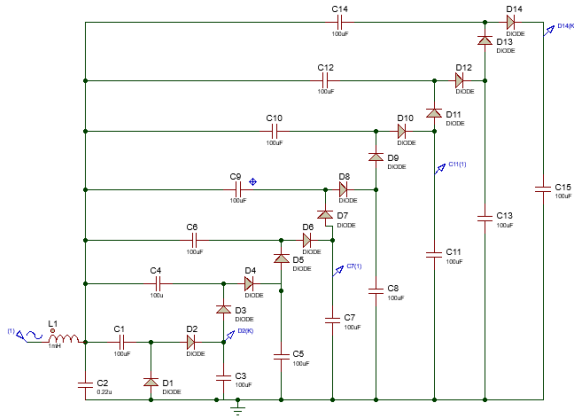 C14
100uF
D14
DIODE
D14(K
D13
DIODE
C12
100uF
D12
DIODE
D11
DIODE
C10
100uF
D10
DIODE
D9
DIODE
C11(1)
C9
100uF
D8
DIODE
C15
100uF
D7
DIODE
C13
100uF
C6
100uF
D6
DIODE
D5
DIODE
C11
100uF
C7(1)
C4
100u
D4
DIODE
C8
100uF
D3
DIODE
C7
100uF
(1)
L1
1mH
C1
100uF
D2
DIODE
D2(K)
C5
100uF
C2
0.22u
D1
DIODE
C3
100uF